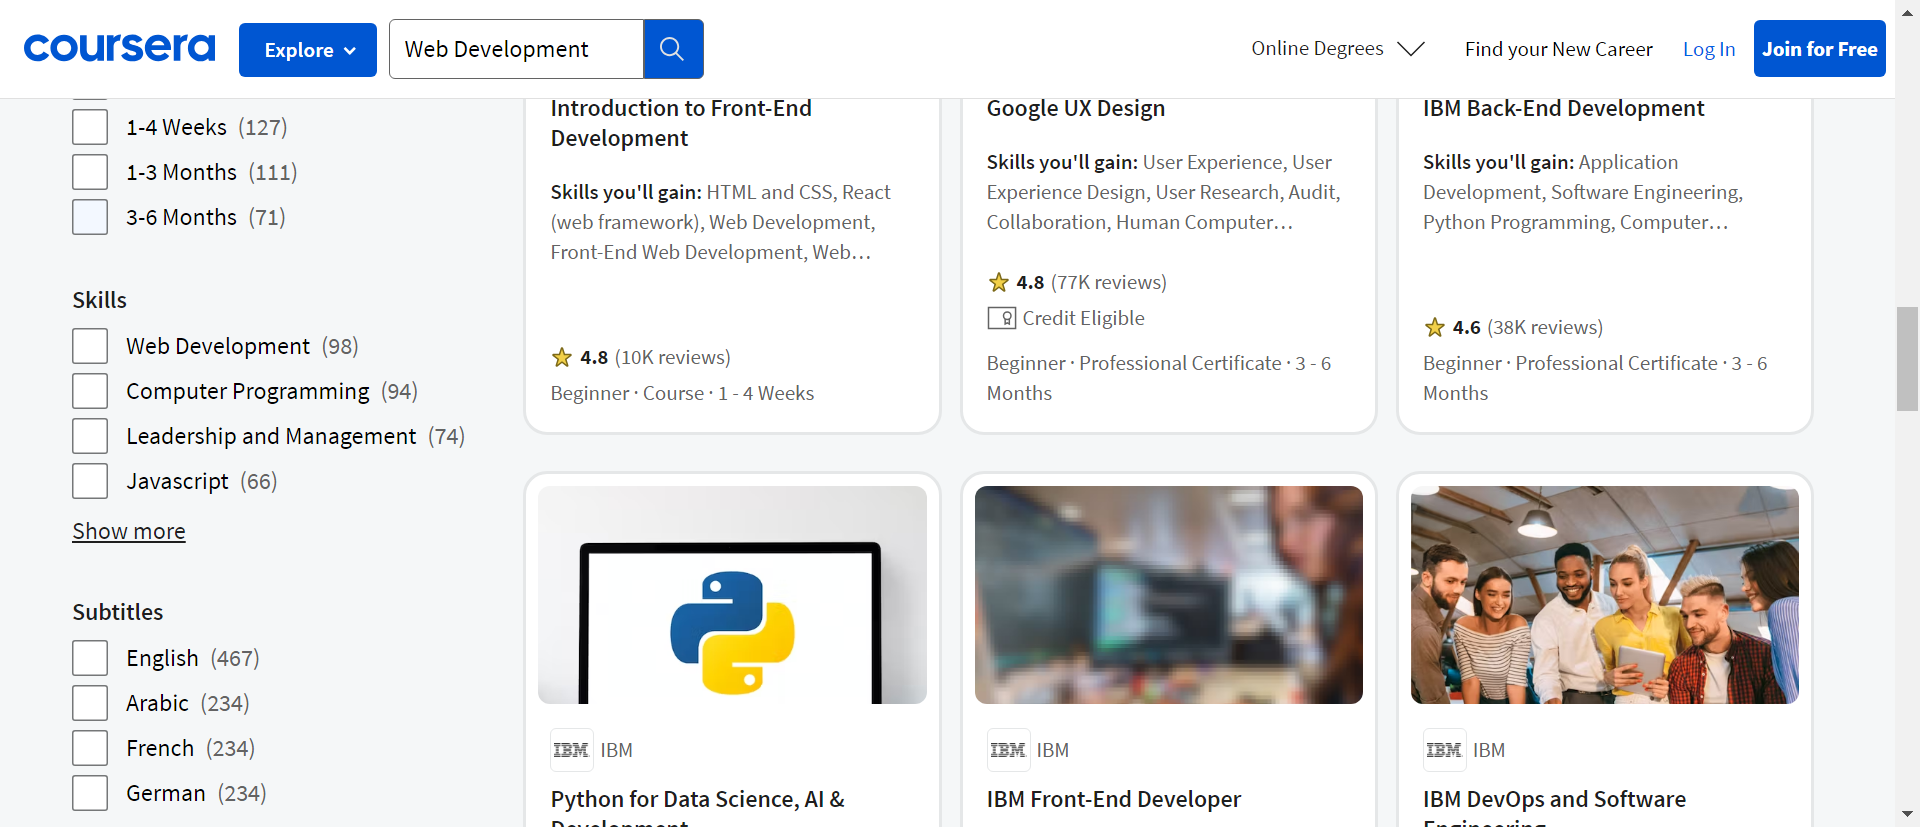 coursera
Explore
Web Development
Online Degrees
Find your New Career
Log In
Join for Free
1-4 Weeks (127)
1-3 Months (111)
3-6 Months (71)
Skills
Web Development (98)
Computer Programming (94)
Leadership and Management (74)
Javascript (66)
Show more
Subtitles
English (467)
Arabic (234)
French (234)
German (234)
Introduction to Front-End
Development
Skills you'll gain: HTML and CSS, React
(web framework), Web Development,
Front-End Web Development, Web…
4.8 (10K reviews)
Beginner · Course · 1 - 4 Weeks
Google UX Design
Skills you'll gain: User Experience, User
Experience Design, User Research, Audit,
Collaboration, Human Computer…
4.8 (77K reviews)
Credit Eligible
Beginner · Professional Certificate · 3 - 6
Months
IBM Back-End Development
Skills you'll gain: Application
Development, Software Engineering,
Python Programming, Computer…
4.6 (38K reviews)
Beginner · Professional Certificate · 3 - 6
Months
IBM IBM
Python for Data Science, AI &
Development
IBM IBM
IBM Front-End Developer
IBM IBM
IBM DevOps and Software
Engineering